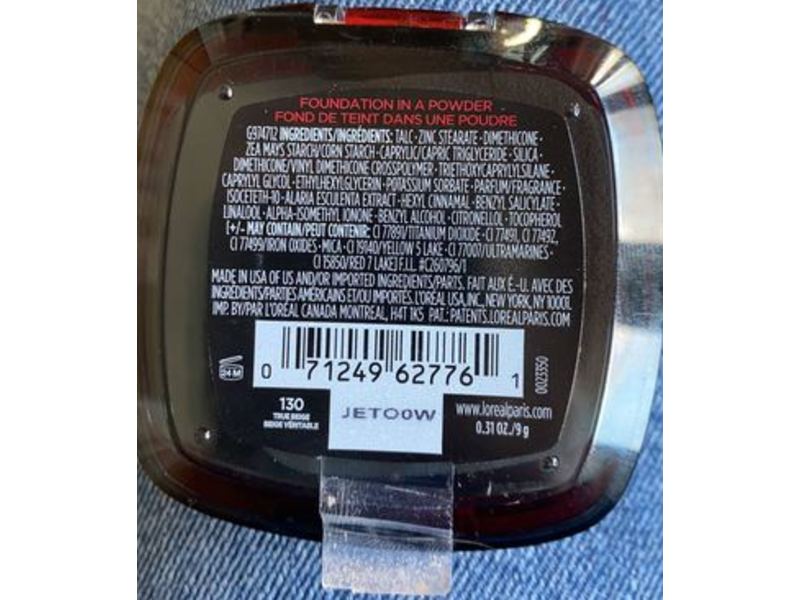 FOUNDATION IN A POWDER
FOND DE TEINT DANS UNE POUDRE
G974712 INGREDIENTS/INGRÉDIENTS: TALC · ZINC STEARATE · DIMETHICONE ·
ZEA MAYS STARCH/CORN STARCH · CAPRYLIC/CAPRIC TRIGLYCERIDE · SILICA ·
DIMETHICONE/VINYL DIMETHICONE CROSSPOLYMER · TRIETHOXYCAPRYLYLSILANE ·
CAPRYLYL GLYCOL · ETHYLHEXYLGLYCERIN · POTASSIUM SORBATE · PARFUM/FRAGRANCE ·
ISOCETETH-10 · ALARIA ESCULENTA EXTRACT · HEXYL CINNAMAL · BENZYL SALICYLATE ·
LINALOOL · ALPHA-ISOMETHYL IONONE · BENZYL ALCOHOL · CITRONELLOL · TOCOPHEROL
[+/- MAY CONTAIN/PEUT CONTENIR: CI 77891/TITANIUM DIOXIDE · CI 77491, CI 77492,
CI 77499/IRON OXIDES · MICA · CI 19140/YELLOW 5 LAKE · CI 77007/ULTRAMARINES ·
CI 15850/RED 7 LAKE] F.I.L. #C260796/1
MADE IN USA OF US AND/OR IMPORTED INGREDIENTS/PARTS. FAIT AUX É.-U. AVEC DES
INGRÉDIENTS/PARTIES AMÉRICAINS ET/OU IMPORTÉS. L'ORÉAL USA, INC., NEW YORK, NY 10001.
IMP. BY/PAR L'ORÉAL CANADA MONTREAL, H4T 1K5 PAT.: PATENTS.LOREALPARIS.COM
24 M
0 71249 62776 1
0023350
130
TRUE BEIGE
BEIGE VÉRITABLE
JETO0W
www.lorealparis.com
0.31 OZ./9 g